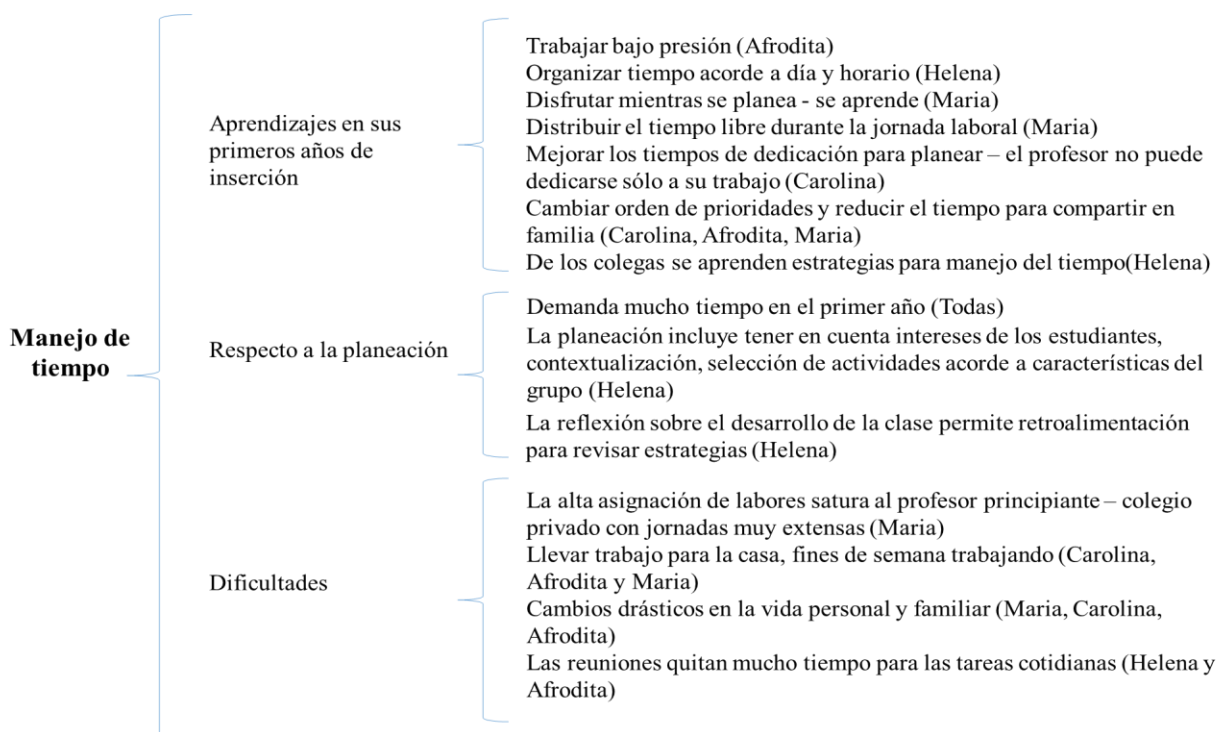 Manejo de
tiempo
Aprendizajes en sus
primeros años de
inserción
Trabajar bajo presión (Afrodita)
Organizar tiempo acorde a día y horario (Helena)
Disfrutar mientras se planea - se aprende (Maria)
Distribuir el tiempo libre durante la jornada laboral (Maria)
Mejorar los tiempos de dedicación para planear – el profesor no puede
dedicarse sólo a su trabajo (Carolina)
Cambiar orden de prioridades y reducir el tiempo para compartir en
familia (Carolina, Afrodita, Maria)
De los colegas se aprenden estrategias para manejo del tiempo(Helena)
Respecto a la planeación
Demanda mucho tiempo en el primer año (Todas)
La planeación incluye tener en cuenta intereses de los estudiantes,
contextualización, selección de actividades acorde a características del
grupo (Helena)
La reflexión sobre el desarrollo de la clase permite retroalimentación
para revisar estrategias (Helena)
Dificultades
La alta asignación de labores satura al profesor principiante – colegio
privado con jornadas muy extensas (Maria)
Llevar trabajo para la casa, fines de semana trabajando (Carolina,
Afrodita y Maria)
Cambios drásticos en la vida personal y familiar (Maria, Carolina,
Afrodita)
Las reuniones quitan mucho tiempo para las tareas cotidianas (Helena y
Afrodita)